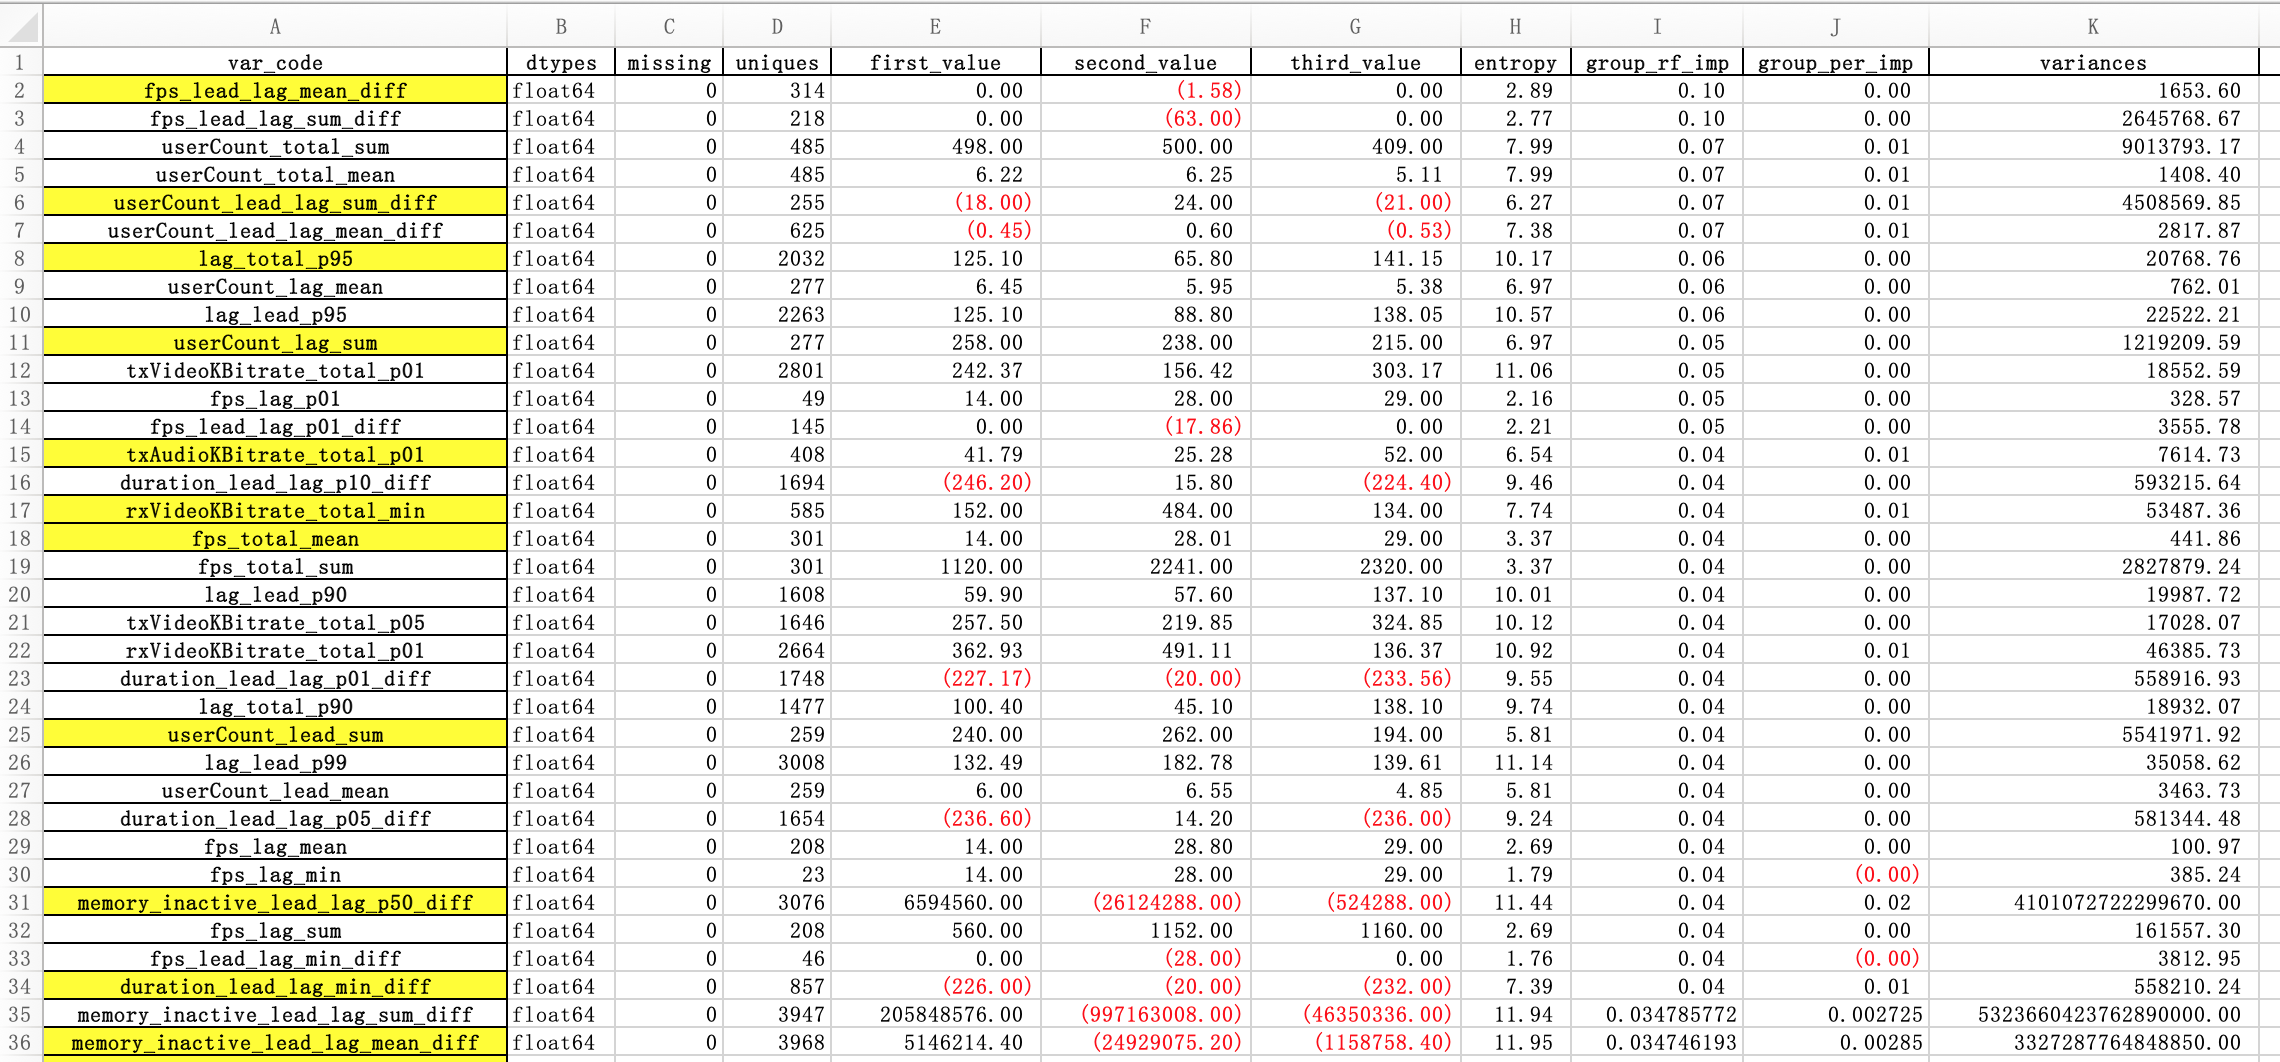 A B C D E F G H I J K
1 var_code dtypes missing uniques first_value second_value third_value entropy group_rf_imp group_per_imp variances
2 fps_lead_lag_mean_diff float64 0 314 0.00 (1.58) 0.00 2.89 0.10 0.00 1653.60
3 fps_lead_lag_sum_diff float64 0 218 0.00 (63.00) 0.00 2.77 0.10 0.00 2645768.67
4 userCount_total_sum float64 0 485 498.00 500.00 409.00 7.99 0.07 0.01 9013793.17
5 userCount_total_mean float64 0 485 6.22 6.25 5.11 7.99 0.07 0.01 1408.40
6 userCount_lead_lag_sum_diff float64 0 255 (18.00) 24.00 (21.00) 6.27 0.07 0.01 4508569.85
7 userCount_lead_lag_mean_diff float64 0 625 (0.45) 0.60 (0.53) 7.38 0.07 0.01 2817.87
8 lag_total_p95 float64 0 2032 125.10 65.80 141.15 10.17 0.06 0.00 20768.76
9 userCount_lag_mean float64 0 277 6.45 5.95 5.38 6.97 0.06 0.00 762.01
10 lag_lead_p95 float64 0 2263 125.10 88.80 138.05 10.57 0.06 0.00 22522.21
11 userCount_lag_sum float64 0 277 258.00 238.00 215.00 6.97 0.05 0.00 1219209.59
12 txVideoKBitrate_total_p01 float64 0 2801 242.37 156.42 303.17 11.06 0.05 0.00 18552.59
13 fps_lag_p01 float64 0 49 14.00 28.00 29.00 2.16 0.05 0.00 328.57
14 fps_lead_lag_p01_diff float64 0 145 0.00 (17.86) 0.00 2.21 0.05 0.00 3555.78
15 txAudioKBitrate_total_p01 float64 0 408 41.79 25.28 52.00 6.54 0.04 0.01 7614.73
16 duration_lead_lag_p10_diff float64 0 1694 (246.20) 15.80 (224.40) 9.46 0.04 0.00 593215.64
17 rxVideoKBitrate_total_min float64 0 585 152.00 484.00 134.00 7.74 0.04 0.01 53487.36
18 fps_total_mean float64 0 301 14.00 28.01 29.00 3.37 0.04 0.00 441.86
19 fps_total_sum float64 0 301 1120.00 2241.00 2320.00 3.37 0.04 0.00 2827879.24
20 lag_lead_p90 float64 0 1608 59.90 57.60 137.10 10.01 0.04 0.00 19987.72
21 txVideoKBitrate_total_p05 float64 0 1646 257.50 219.85 324.85 10.12 0.04 0.00 17028.07
22 rxVideoKBitrate_total_p01 float64 0 2664 362.93 491.11 136.37 10.92 0.04 0.01 46385.73
23 duration_lead_lag_p01_diff float64 0 1748 (227.17) (20.00) (233.56) 9.55 0.04 0.00 558916.93
24 lag_total_p90 float64 0 1477 100.40 45.10 138.10 9.74 0.04 0.00 18932.07
25 userCount_lead_sum float64 0 259 240.00 262.00 194.00 5.81 0.04 0.00 5541971.92
26 lag_lead_p99 float64 0 3008 132.49 182.78 139.61 11.14 0.04 0.00 35058.62
27 userCount_lead_mean float64 0 259 6.00 6.55 4.85 5.81 0.04 0.00 3463.73
28 duration_lead_lag_p05_diff float64 0 1654 (236.60) 14.20 (236.00) 9.24 0.04 0.00 581344.48
29 fps_lag_mean float64 0 208 14.00 28.80 29.00 2.69 0.04 0.00 100.97
30 fps_lag_min float64 0 23 14.00 28.00 29.00 1.79 0.04 (0.00) 385.24
31 memory_inactive_lead_lag_p50_diff float64 0 3076 6594560.00 (26124288.00) (524288.00) 11.44 0.04 0.02 4101072722299670.00
32 fps_lag_sum float64 0 208 560.00 1152.00 1160.00 2.69 0.04 0.00 161557.30
33 fps_lead_lag_min_diff float64 0 46 0.00 (28.00) 0.00 1.76 0.04 (0.00) 3812.95
34 duration_lead_lag_min_diff float64 0 857 (226.00) (20.00) (232.00) 7.39 0.04 0.01 558210.24
35 memory_inactive_lead_lag_sum_diff float64 0 3947 205848576.00 (997163008.00) (46350336.00) 11.94 0.034785772 0.002725 5323660423762890000.00
36 memory_inactive_lead_lag_mean_diff float64 0 3968 5146214.40 (24929075.20) (1158758.40) 11.95 0.034746193 0.00285 3327287764848850.00